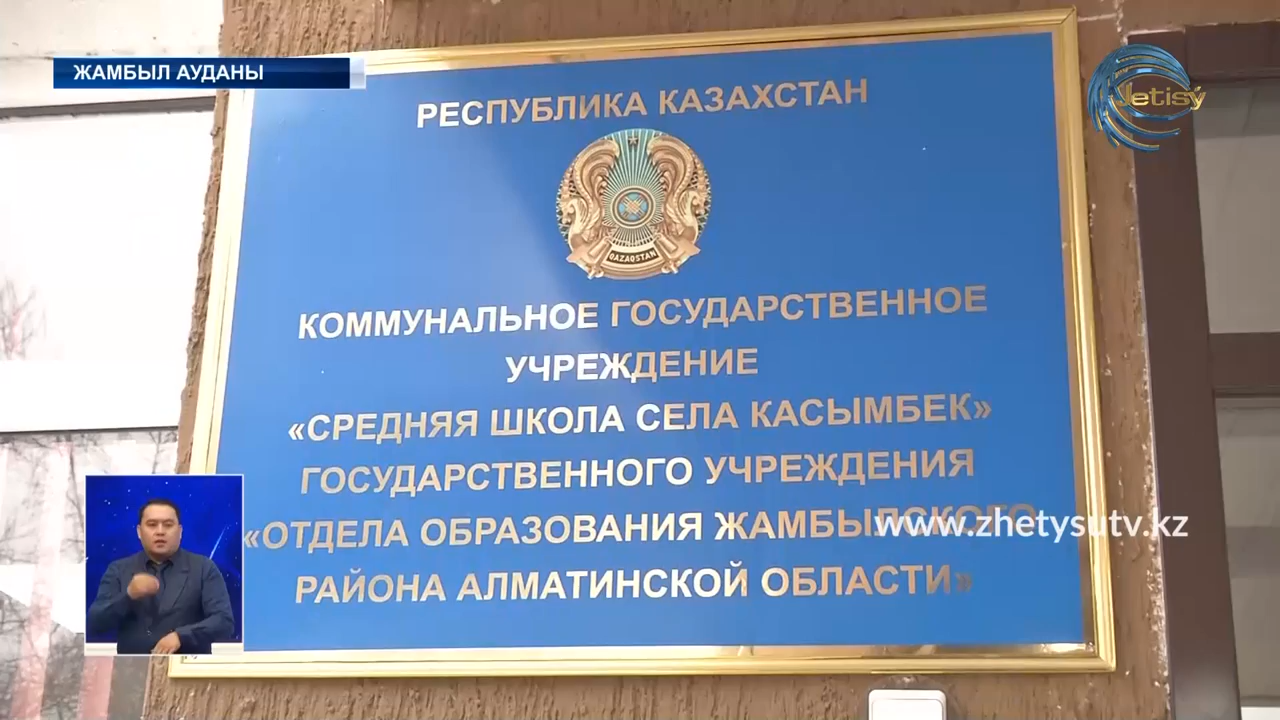 ЖАМБЫЛ АУДАНЫ
Jetisý
РЕСПУБЛИКА КАЗАХСТАН
QAZAQSTAN
КОММУНАЛЬНОЕ ГОСУДАРСТВЕННОЕ
УЧРЕЖДЕНИЕ
«СРЕДНЯЯ ШКОЛА СЕЛА КАСЫМБЕК»
ГОСУДАРСТВЕННОГО УЧРЕЖДЕНИЯ
«ОТДЕЛА ОБРАЗОВАНИЯ ЖАМБЫЛСКОГО
www.zhetysutv.kz
РАЙОНА АЛМАТИНСКОЙ ОБЛАСТИ»